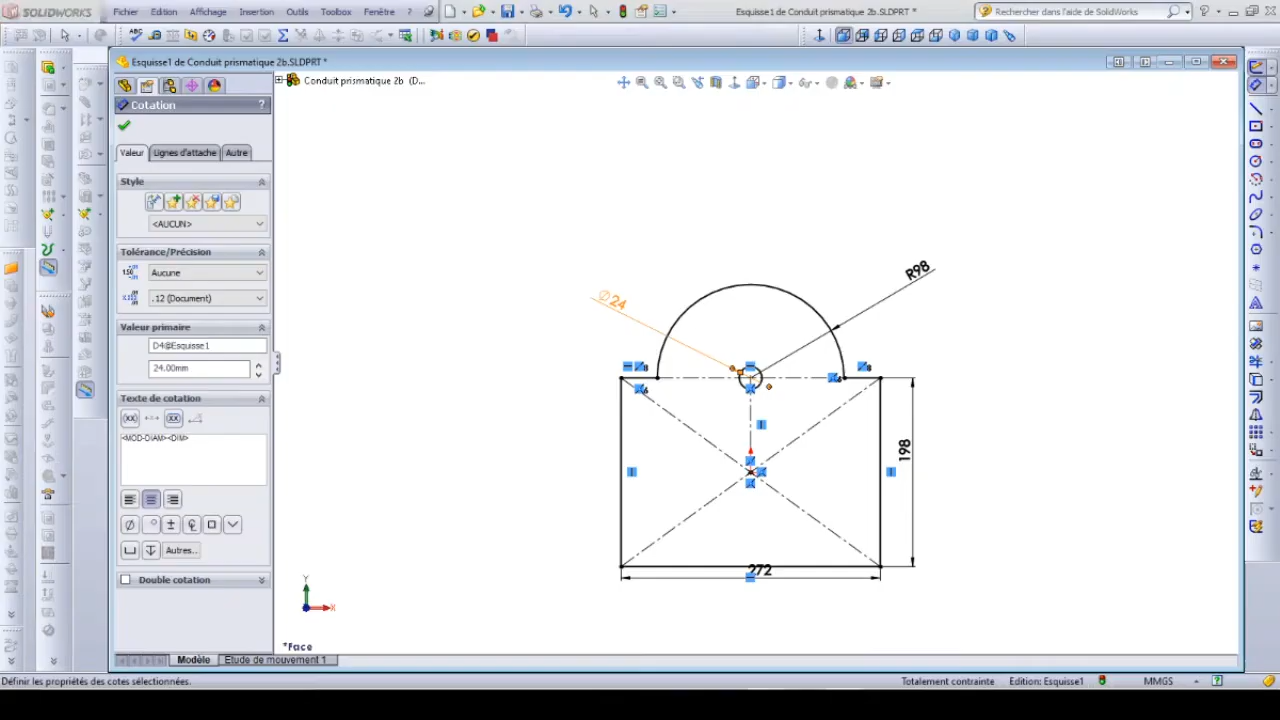 SOLIDWORKS Fichier Edition Affichage Insertion Outils Toolbox Fenêtre ? Esquisse1 de Conduit prismatique 2b.SLDPRT * Rechercher dans l'aide de SolidWorks
Esquisse1 de Conduit prismatique 2b.SLDPRT *
Conduit prismatique 2b (D...
Cotation ?
Valeur Lignes d'attache Autre
Style
<AUCUN>
Tolérance/Précision
Aucune
.12 (Document)
Valeur primaire
D4@Esquisse1
24.00mm
Texte de cotation
<MOD-DIAM><DIM>
Autres...
Double cotation
R98
∅24
198
272
Y
X
*Face
Modèle Etude de mouvement 1
Définir les propriétés des cotes sélectionnées. Totalement contrainte Edition: Esquisse1 MMGS